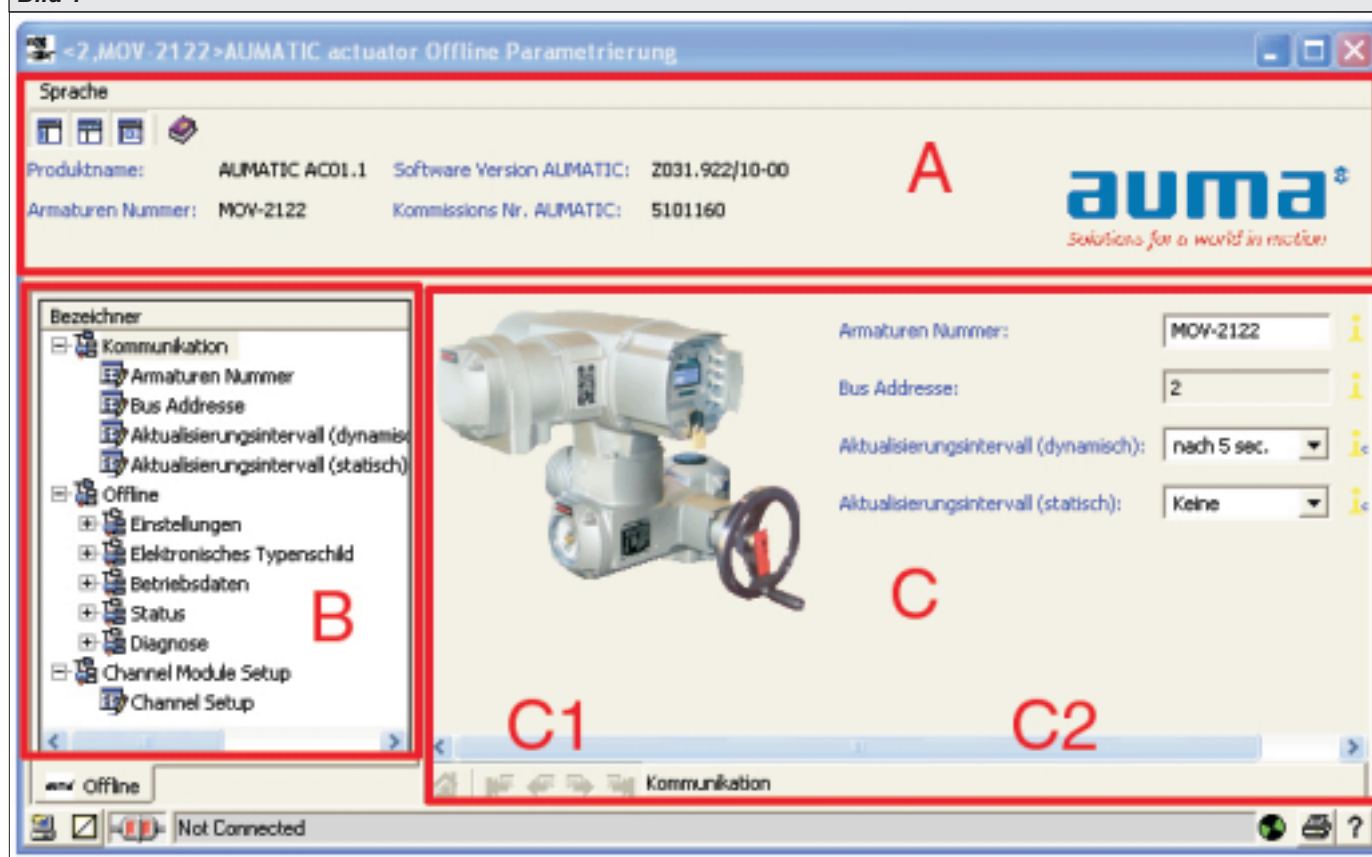 <2,MOV-2122>AUMATIC actuator Offline Parametrierung
Sprache
Produktname: AUMATIC AC01.1 Software Version AUMATIC: Z031.922/10-00
Armaturen Nummer: MOV-2122 Kommissions Nr. AUMATIC: 5101160
A
auma®
Solutions for a world in motion
Bezeichner
Kommunikation
Armaturen Nummer
Bus Addresse
Aktualisierungsintervall (dynamisc
Aktualisierungsintervall (statisch)
Offline
Einstellungen
Elektronisches Typenschild
Betriebsdaten
Status
Diagnose
Channel Module Setup
Channel Setup
B
Armaturen Nummer: MOV-2122
Bus Addresse: 2
Aktualisierungsintervall (dynamisch): nach 5 sec.
Aktualisierungsintervall (statisch): Keine
C
C1 C2
Kommunikation
auma Offline
Not Connected
?